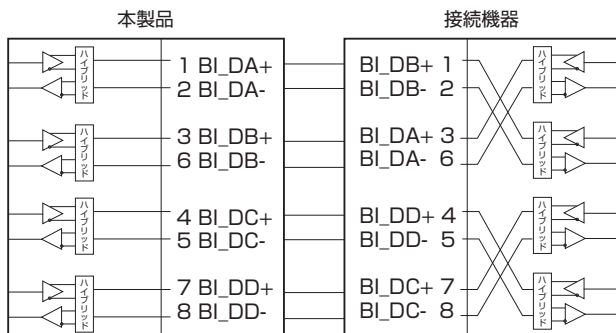 本製品 接続機器
ハイブリッド 1 BI_DA+ BI_DB+ 1 ハイブリッド
2 BI_DA- BI_DB- 2
ハイブリッド 3 BI_DB+ BI_DA+ 3 ハイブリッド
6 BI_DB- BI_DA- 6
ハイブリッド 4 BI_DC+ BI_DD+ 4 ハイブリッド
5 BI_DC- BI_DD- 5
ハイブリッド 7 BI_DD+ BI_DC+ 7 ハイブリッド
8 BI_DD- BI_DC- 8